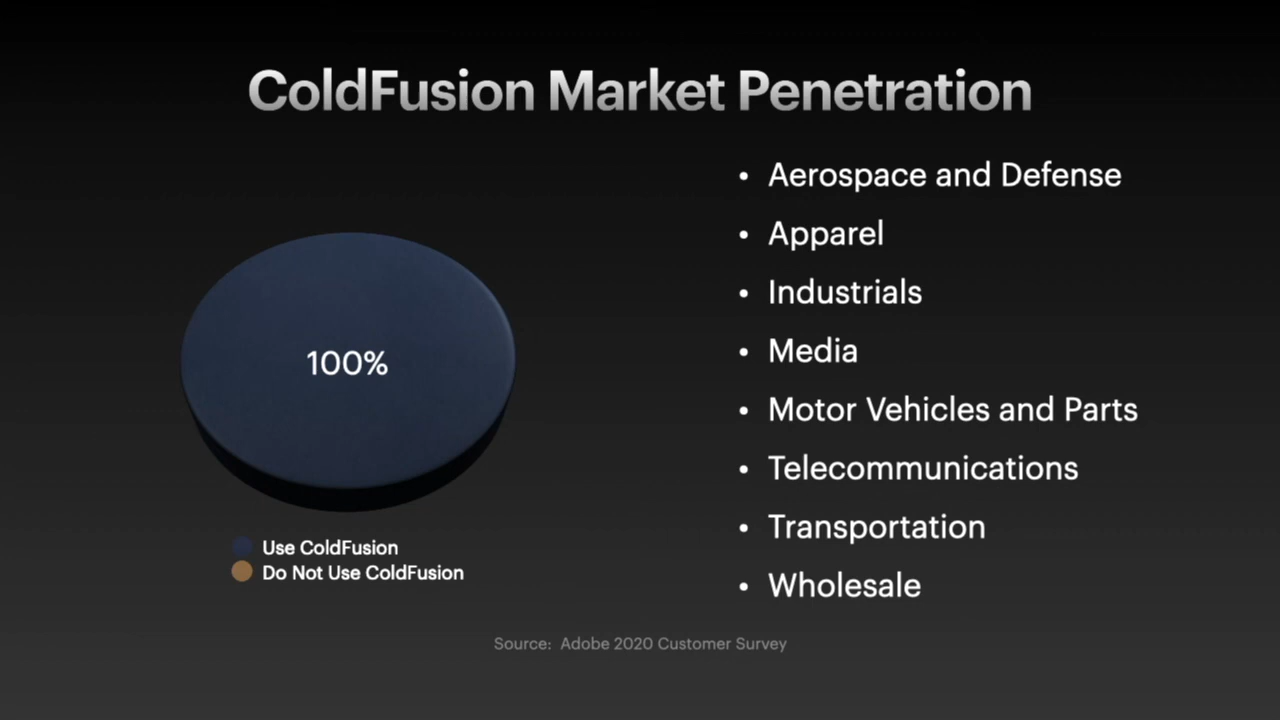 ColdFusion Market Penetration
• Aerospace and Defense
• Apparel
• Industrials
• Media
• Motor Vehicles and Parts
• Telecommunications
• Transportation
• Wholesale
100%
Use ColdFusion
Do Not Use ColdFusion
Source: Adobe 2020 Customer Survey